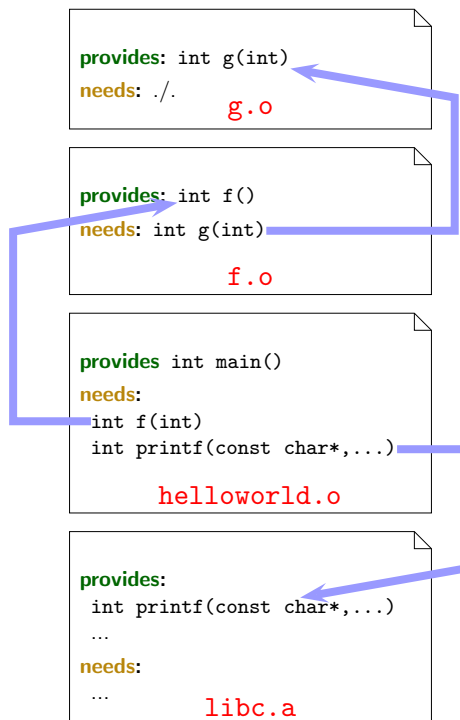 provides: int g(int)
needs: ./.
g.o
provides: int f()
needs: int g(int)
f.o
provides int main()
needs:
int f(int)
int printf(const char*,...)
helloworld.o
provides:
int printf(const char*,...)
...
needs:
...
libc.a